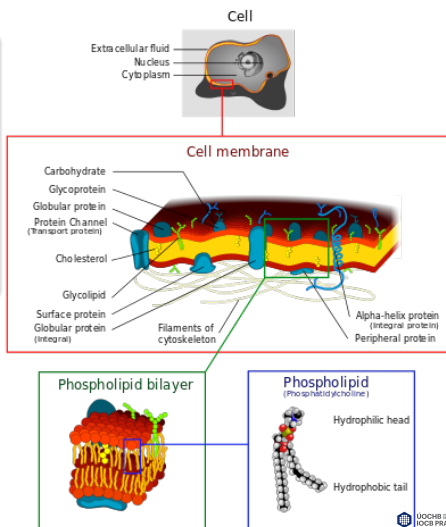 Cell
Extracellular fluid
Nucleus
Cytoplasm
Cell membrane
Carbohydrate
Glycoprotein
Globular protein
Protein Channel
(Transport protein)
Cholesterol
Glycolipid
Surface protein
Globular protein
(Integral)
Filaments of
cytoskeleton
Alpha-helix protein
(Integral protein)
Peripheral protein
Phospholipid bilayer
Phospholipid
(Phosphatidylcholine)
Hydrophilic head
Hydrophobic tail
ÚOCHB
IOCB